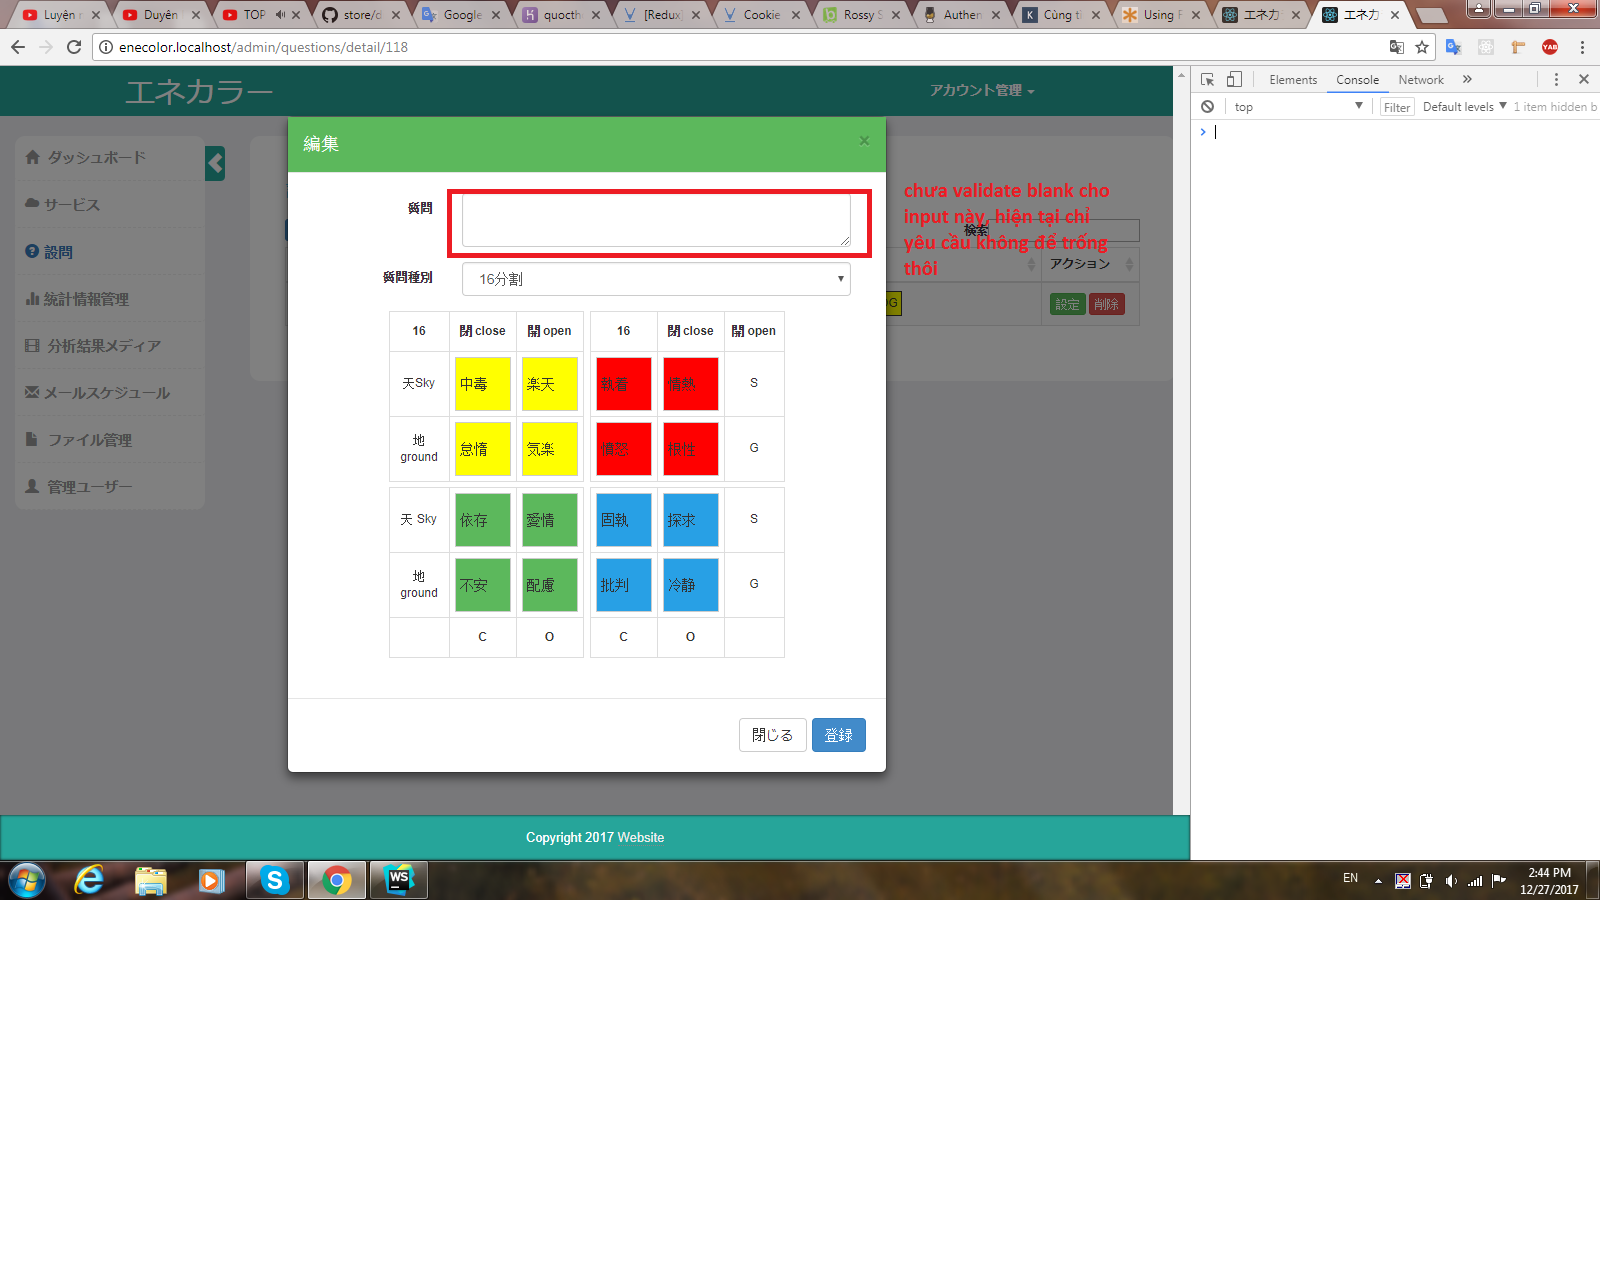 Luyện
Duyên
TOP
store/d
Google
quocth
[Redux
Cookie
Rossy S
Authen
Cùng ti
Using F
エネカ
エネカ
enecolor.localhost/admin/questions/detail/118
エネカラー
アカウント管理
Elements
Console
Network
top
Filter
Default levels
1 item hidden b
ダッシュボード
サービス
設問
統計情報管理
分析結果メディア
メールスケジュール
ファイル管理
管理ユーザー
編集
×
質問
chưa validate blank cho
input này, hiện tại chỉ
yêu cầu không để trống
thôi
検索
質問種別
16分割
アクション
設定
削除
16 閉 close 開 open 16 閉 close 開 open
天Sky 中毒 楽天 執着 情熱 S
地 ground 怠惰 気楽 根性 G
天 Sky 依存 愛情 固執 探求 S
地 ground 不安 配慮 批判 冷静 G
C O C O
閉じる
登録
Copyright 2017 Website
WS
EN
2:44 PM
12/27/2017